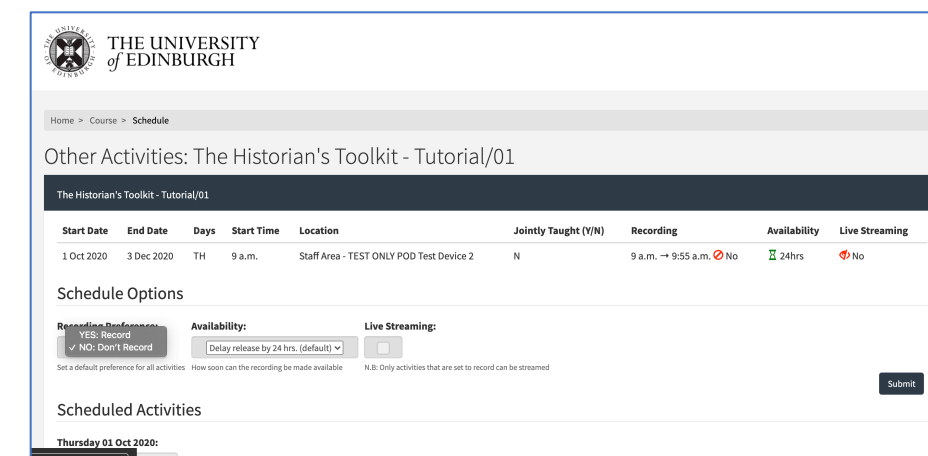 THE UNIVERSITY
of EDINBURGH
Home > Course > Schedule
Other Activities: The Historian's Toolkit - Tutorial/01
The Historian's Toolkit - Tutorial/01
Start Date End Date Days Start Time Location Jointly Taught (Y/N) Recording Availability Live Streaming
1 Oct 2020 3 Dec 2020 TH 9 a.m. Staff Area - TEST ONLY POD Test Device 2 N 9 a.m. → 9:55 a.m. No 24hrs No
Schedule Options
Recording Preference: Availability: Live Streaming:
YES: Record
✓ NO: Don't Record Delay release by 24 hrs. (default)
Set a default preference for all activities How soon can the recording be made available N.B: Only activities that are set to record can be streamed
Submit
Scheduled Activities
Thursday 01 Oct 2020: